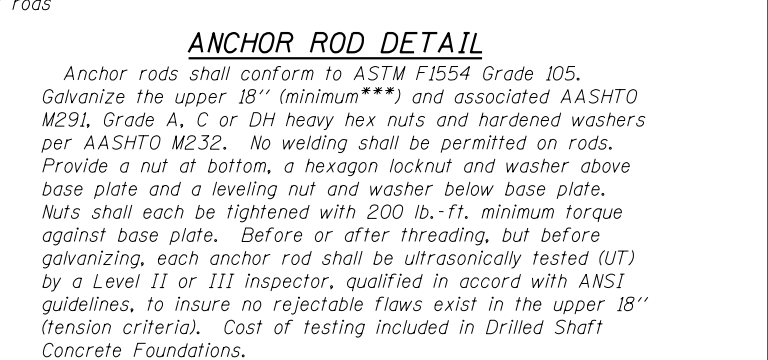 rods
ANCHOR ROD DETAIL
Anchor rods shall conform to ASTM F1554 Grade 105.
Galvanize the upper 18'' (minimum***) and associated AASHTO
M291, Grade A, C or DH heavy hex nuts and hardened washers
per AASHTO M232. No welding shall be permitted on rods.
Provide a nut at bottom, a hexagon locknut and washer above
base plate and a leveling nut and washer below base plate.
Nuts shall each be tightened with 200 lb.-ft. minimum torque
against base plate. Before or after threading, but before
galvanizing, each anchor rod shall be ultrasonically tested (UT)
by a Level II or III inspector, qualified in accord with ANSI
guidelines, to insure no rejectable flaws exist in the upper 18''
(tension criteria). Cost of testing included in Drilled Shaft
Concrete Foundations.